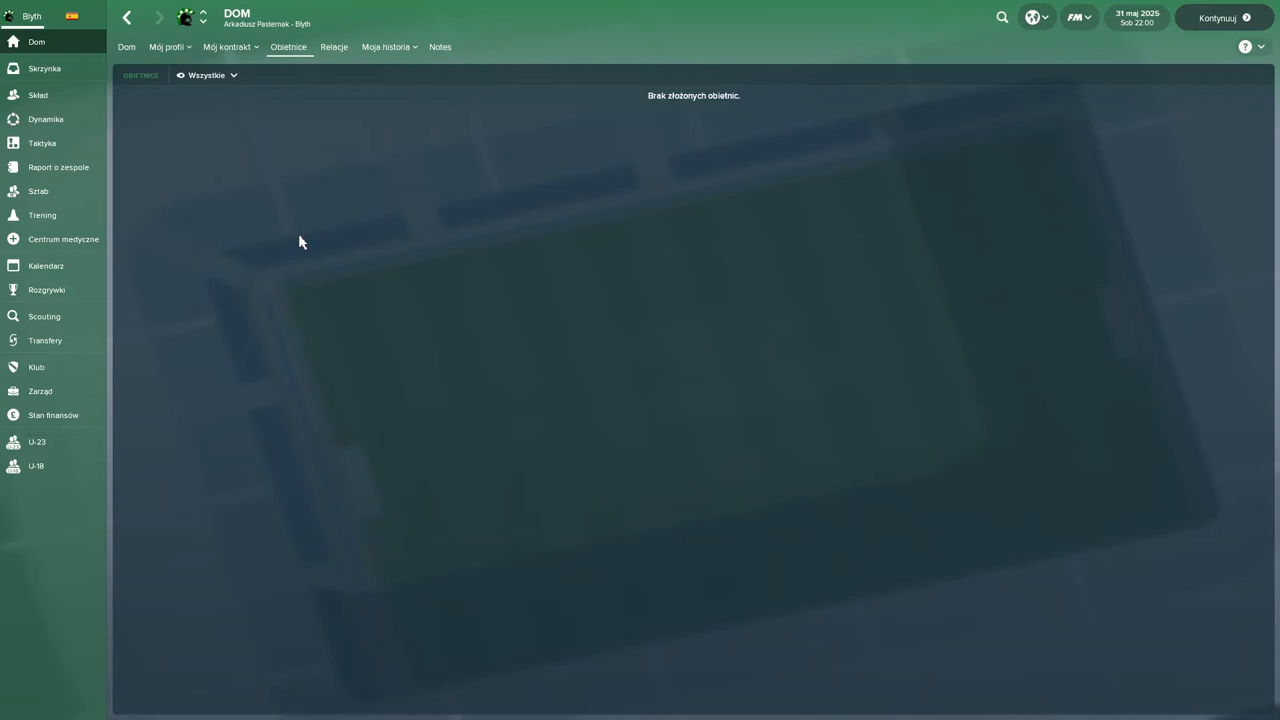 Blyth
DOM
Arkadiusz Pasternak - Blyth
FM
31 maj 2025
Sob 22:00
Kontynuuj
Dom
Mój profil
Mój kontrakt
Obietnice
Relacje
Moja historia
Notes
?
OBIETNICE
Wszystkie
Brak złożonych obietnic.
Dom
Skrzynka
Skład
Dynamika
Taktyka
Raport o zespole
Sztab
Trening
Centrum medyczne
Kalendarz
Rozgrywki
Scouting
Transfery
Klub
Zarząd
Stan finansów
U-23
U-18